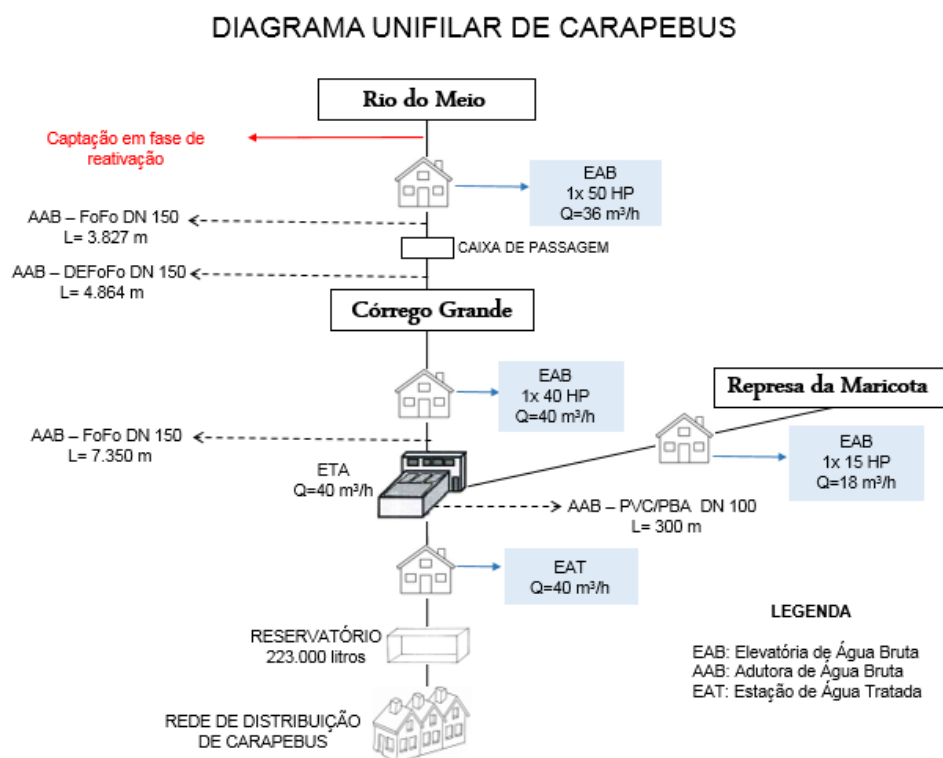 DIAGRAMA UNIFILAR DE CARAPEBUS
Rio do Meio
Captação em fase de
reativação
EAB
1x 50 HP
Q=36 m³/h
AAB – FoFo DN 150
L= 3.827 m
CAIXA DE PASSAGEM
AAB – DEFoFo DN 150
L= 4.864 m
Córrego Grande
EAB
1x 40 HP
Q=40 m³/h
Represa da Maricota
AAB – FoFo DN 150
L= 7.350 m
EAB
1x 15 HP
Q=18 m³/h
ETA
Q=40 m³/h
AAB – PVC/PBA DN 100
L= 300 m
EAT
Q=40 m³/h
RESERVATÓRIO
223.000 litros
REDE DE DISTRIBUIÇÃO
DE CARAPEBUS
LEGENDA
EAB: Elevatória de Água Bruta
AAB: Adutora de Água Bruta
EAT: Estação de Água Tratada